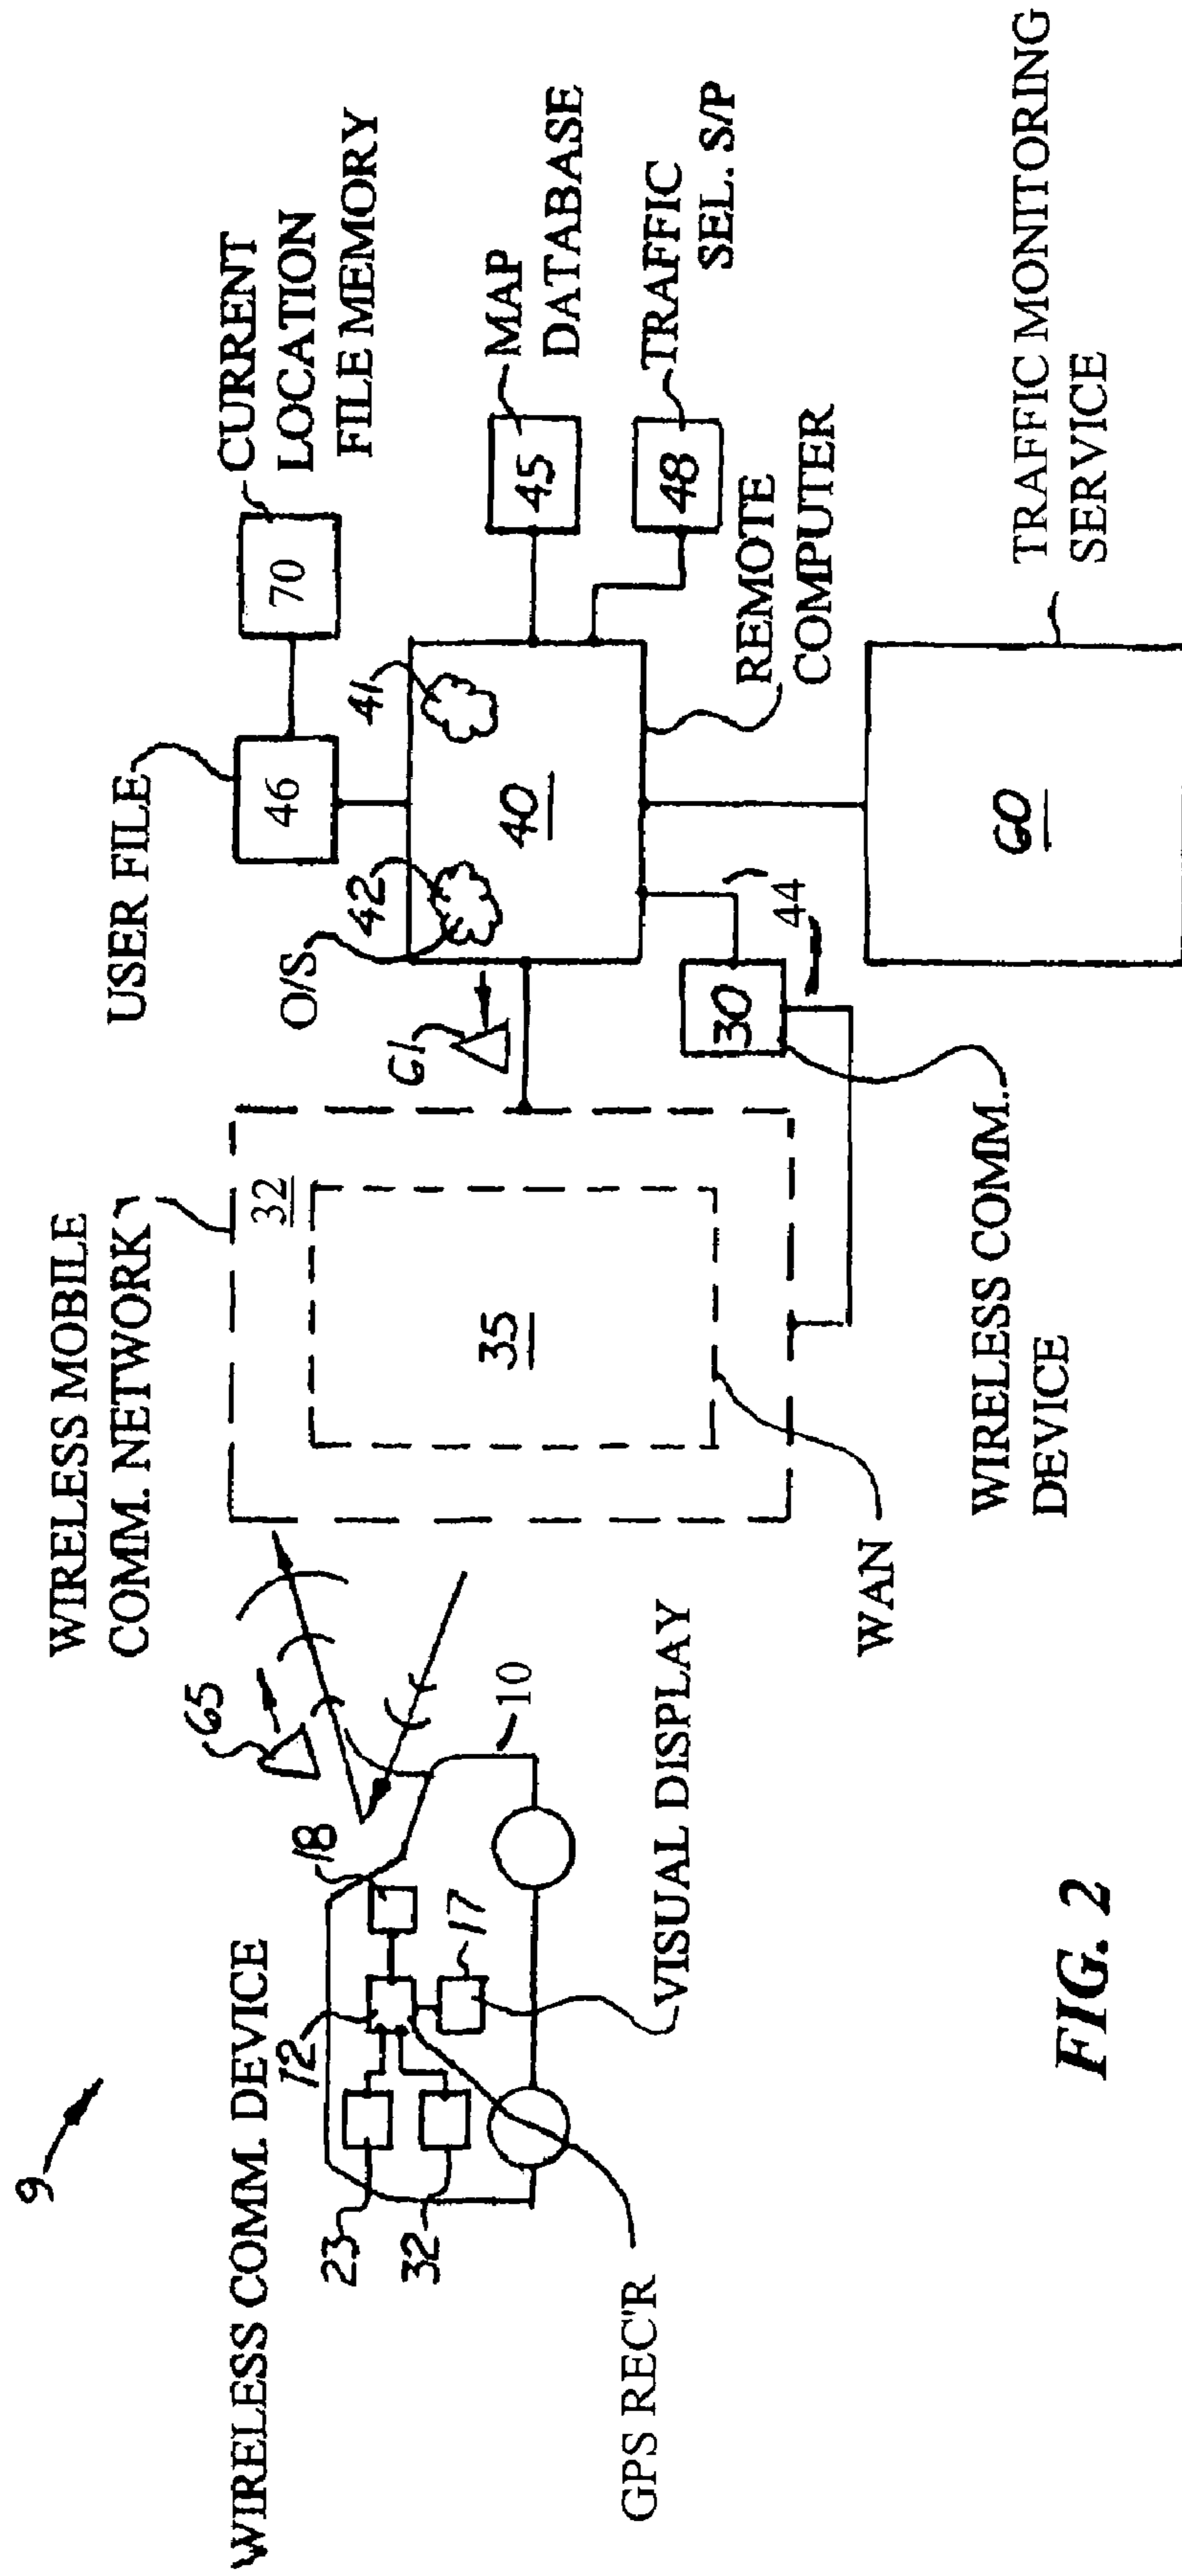 9
WIRELESS COMM. DEVICE
23
32
12
18
17
10
65
GPS REC'R
VISUAL DISPLAY
WIRELESS MOBILE
COMM. NETWORK
32
35
WAN
WIRELESS COMM.
DEVICE
30
44
61
O/S
42
41
40
USER FILE
46
70
CURRENT
LOCATION
FILE MEMORY
45
MAP
DATABASE
48
TRAFFIC
SEL. S/P
REMOTE
COMPUTER
60
TRAFFIC MONITORING
SERVICE
FIG. 2